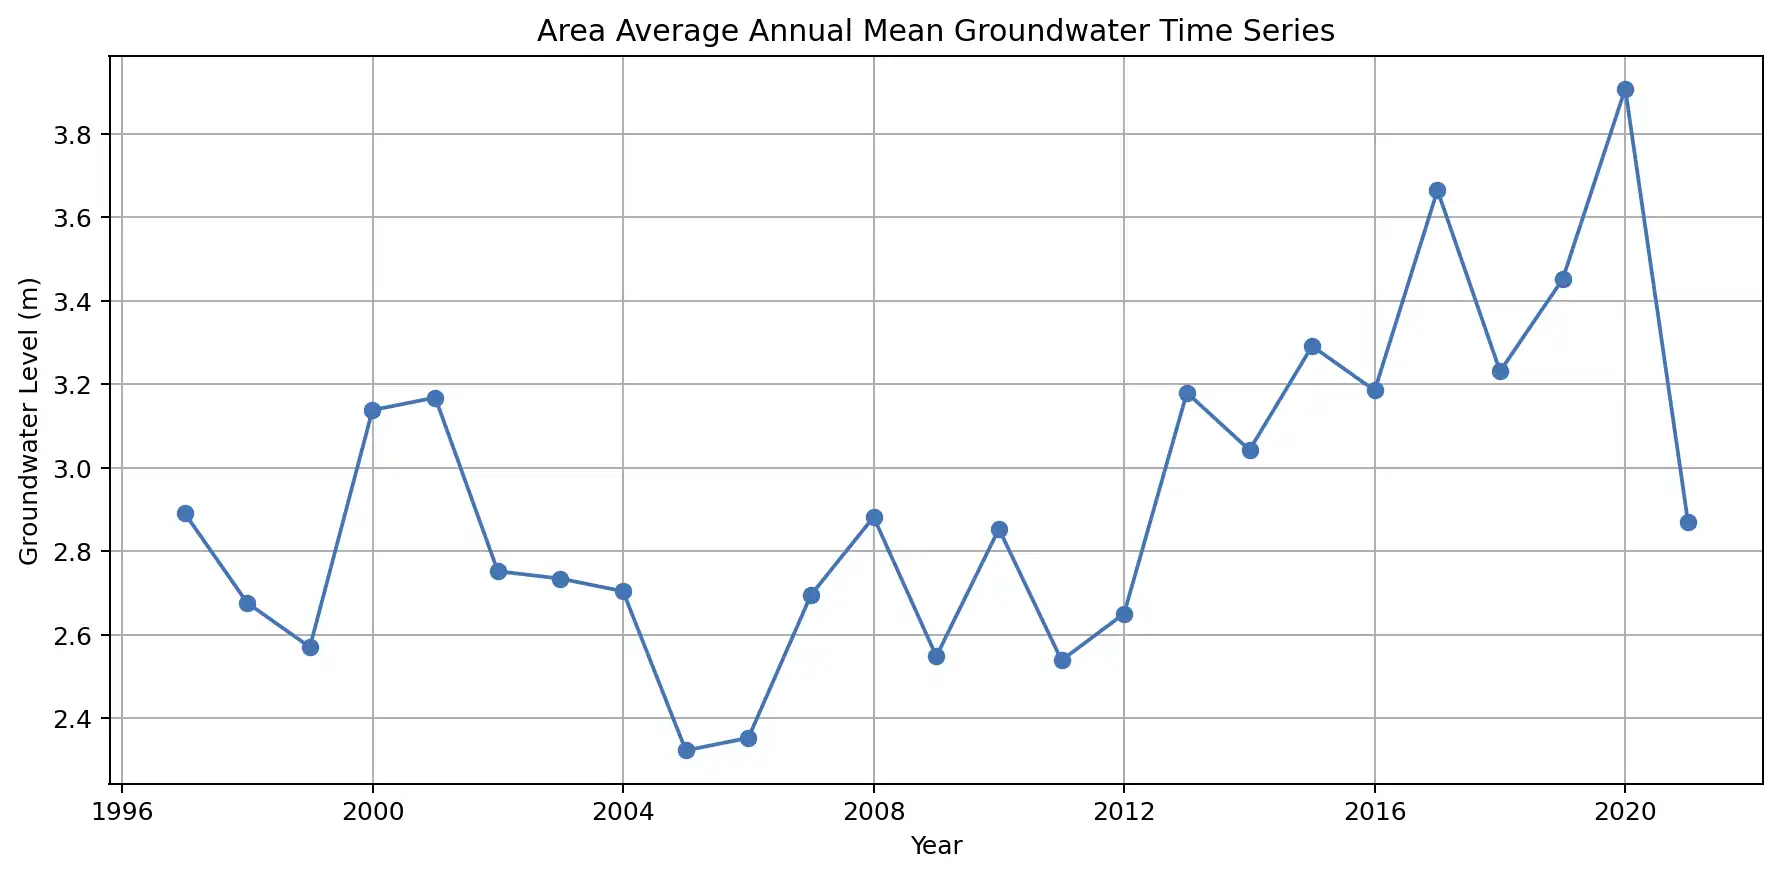 Area Average Annual Mean Groundwater Time Series
Groundwater Level (m)
3.8
3.6
3.4
3.2
3.0
2.8
2.6
2.4
1996 2000 2004 2008 2012 2016 2020
Year